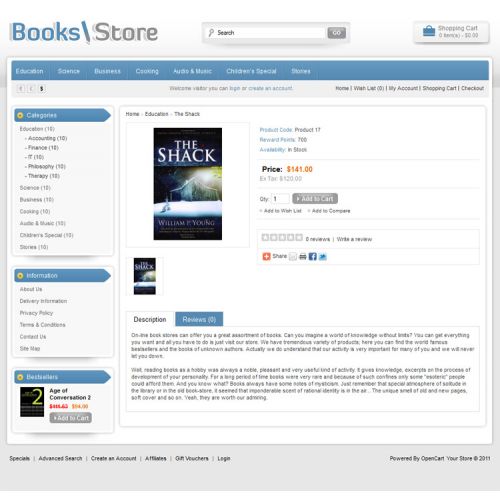 Books\Store
Search
GO
Shopping Cart
0 item(s) - $0.00
Education Science Business Cooking Audio & Music Children's Special Stories
€ £ $
Welcome visitor you can login or create an account.
Home | Wish List (0) | My Account | Shopping Cart | Checkout
Categories
Education (10)
- Accounting (10)
- Finance (10)
- IT (10)
- Philosophy (10)
- Therapy (10)
Science (10)
Business (10)
Cooking (10)
Audio & Music (10)
Children's Special (10)
Stories (10)
Information
About Us
Delivery Information
Privacy Policy
Terms & Conditions
Contact Us
Site Map
Bestsellers
Age of
Conversation 2
$94.00
Add to Cart
Home » Education » The Shack
THE
SHACK
WILLIAM P. YOUNG
Product Code: Product 17
Reward Points: 700
Availability: In Stock
Price: $141.00
Ex Tax: $120.00
Qty: 1 Add to Cart
+ Add to Wish List + Add to Compare
0 reviews | Write a review
Share
Description Reviews (0)
On-line book stores can offer you a great assortment of books. Can you imagine a world of knowledge without limits? You can get everything
you want and all you have to do is just visit our store. We have tremendous variety of products; here you can find the world famous
bestsellers and the books of unknown authors. Actually we do understand that our activity is very important for many of you and we will never
let you down.
Well, reading books as a hobby was always a noble, pleasant and very useful kind of activity. It gives knowledge, excerpts on the process of
development of your personality. For a long period of time books were very rare and because of such confines only some "esoteric" people
could afford them. And you know what? Books always have some notes of mysticism. Just remember that special atmosphere of solitude in
the library or in the old book-store, it seemed that imponderable scent of rational identity is in the air... The unique smell of old and new pages,
soft cover and so on. Yeah, they are worth our admiring.
Specials | Advanced Search | Create an Account | Affiliates | Gift Vouchers | Login
Powered By OpenCart Your Store © 2011